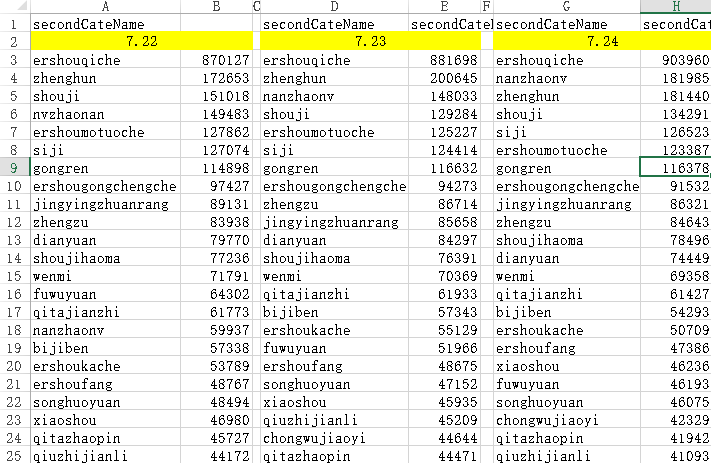 A B C D E F G H
1 secondCateName secondCateName secondCatel secondCateName secondCat
2 7.22 7.23 7.24
3 ershouqiche 870127 ershouqiche 881698 ershouqiche 903960
4 zhenghun 172653 zhenghun 200645 nanzhaonv 181985
5 shouji 151018 nanzhaonv 148033 zhenghun 181440
6 nvzhaonan 149483 shouji 129284 shouji 134291
7 ershoumotuoche 127862 ershoumotuoche 125227 siji 126523
8 siji 127074 siji 124414 ershoumotuoche 123387
9 gongren 114898 gongren 116632 gongren 116378
10 ershougongchengche 97427 ershougongchengche 94273 ershougongchengche 91532
11 jingyingzhuanrang 89131 zhengzu 86714 jingyingzhuanrang 86321
12 zhengzu 83938 jingyingzhuanrang 85658 zhengzu 84643
13 dianyuan 79770 dianyuan 84297 shoujihaoma 78496
14 shoujihaoma 77236 shoujihaoma 76391 dianyuan 74449
15 wenmi 71791 wenmi 70369 wenmi 69358
16 fuwuyuan 64302 qitajianzhi 61933 qitajianzhi 61427
17 qitajianzhi 61773 bijiben 57343 bijiben 54293
18 nanzhaonv 59937 ershoukache 55129 ershoukache 50709
19 bijiben 57338 fuwuyuan 51966 ershoufang 47386
20 ershoukache 53789 ershoufang 48675 xiaoshou 46236
21 ershoufang 48767 songhuoyuan 47152 fuwuyuan 46193
22 songhuoyuan 48494 xiaoshou 45935 songhuoyuan 46075
23 xiaoshou 46980 qiuzhijianli 45209 chongwujiaoyi 42329
24 qitazhaopin 45727 chongwujiaoyi 44644 qitazhaopin 41942
25 qiuzhijianli 44172 qitazhaopin 44471 qiuzhijianli 41093